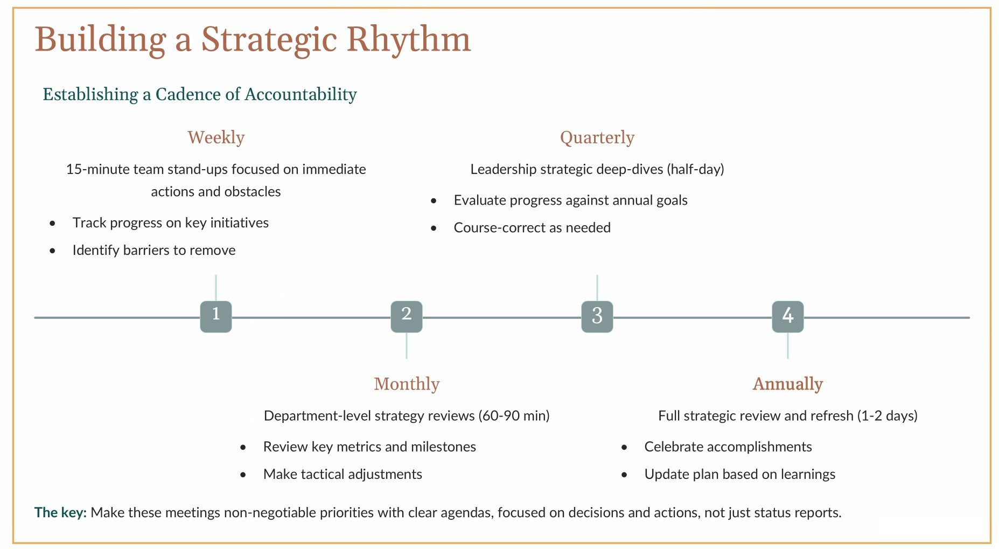 Building a Strategic Rhythm
Establishing a Cadence of Accountability
Weekly
15-minute team stand-ups focused on immediate
actions and obstacles
• Track progress on key initiatives
• Identify barriers to remove
Quarterly
Leadership strategic deep-dives (half-day)
• Evaluate progress against annual goals
• Course-correct as needed
1
2
3
4
Monthly
Department-level strategy reviews (60-90 min)
• Review key metrics and milestones
• Make tactical adjustments
Annually
Full strategic review and refresh (1-2 days)
• Celebrate accomplishments
• Update plan based on learnings
The key: Make these meetings non-negotiable priorities with clear agendas, focused on decisions and actions, not just status reports.